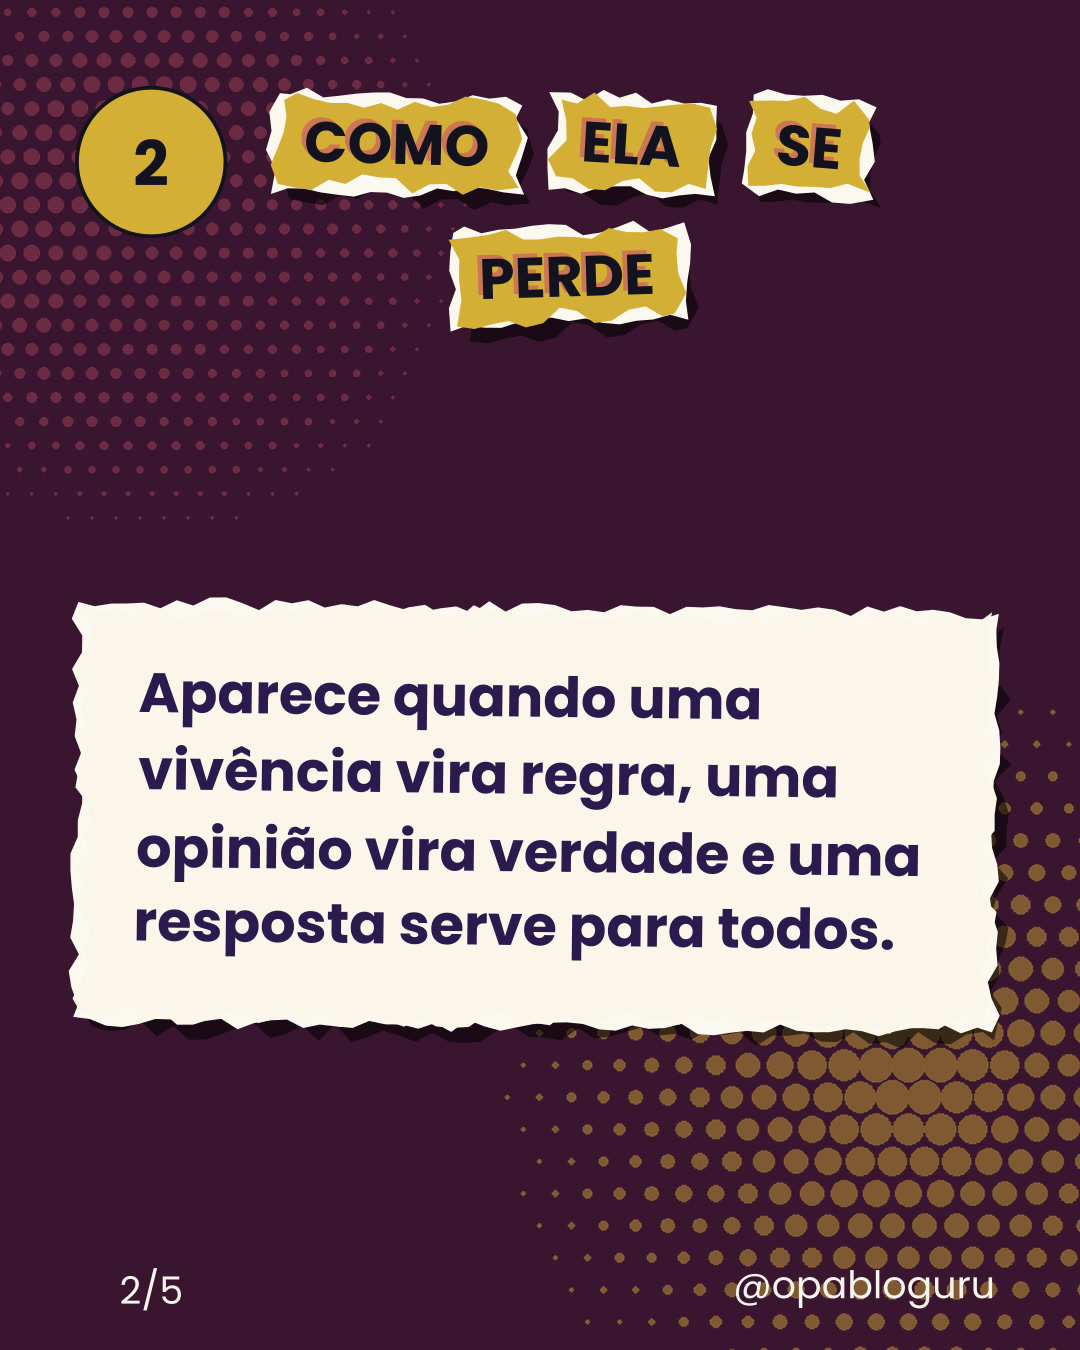 2
COMO ELA SE
PERDE
Aparece quando uma
vivência vira regra, uma
opinião vira verdade e uma
resposta serve para todos.
2/5
@opabloguru